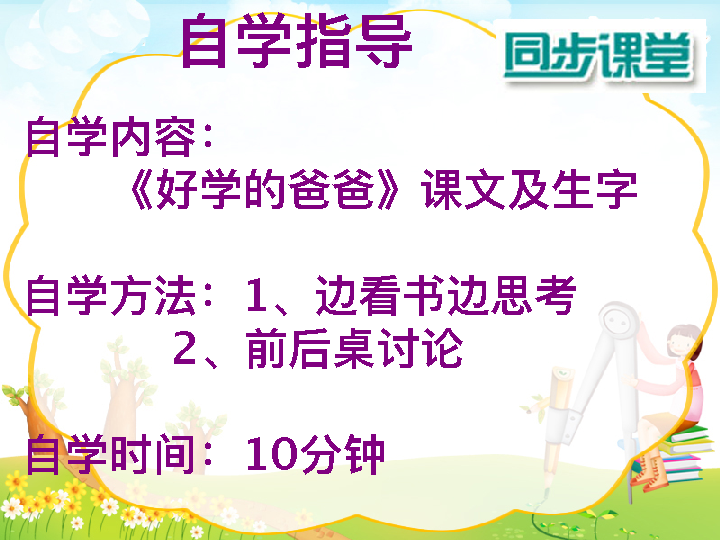 自学指导
同步课堂
自学内容：
《好学的爸爸》课文及生字
自学方法：1、边看书边思考
2、前后桌讨论
自学时间：10分钟